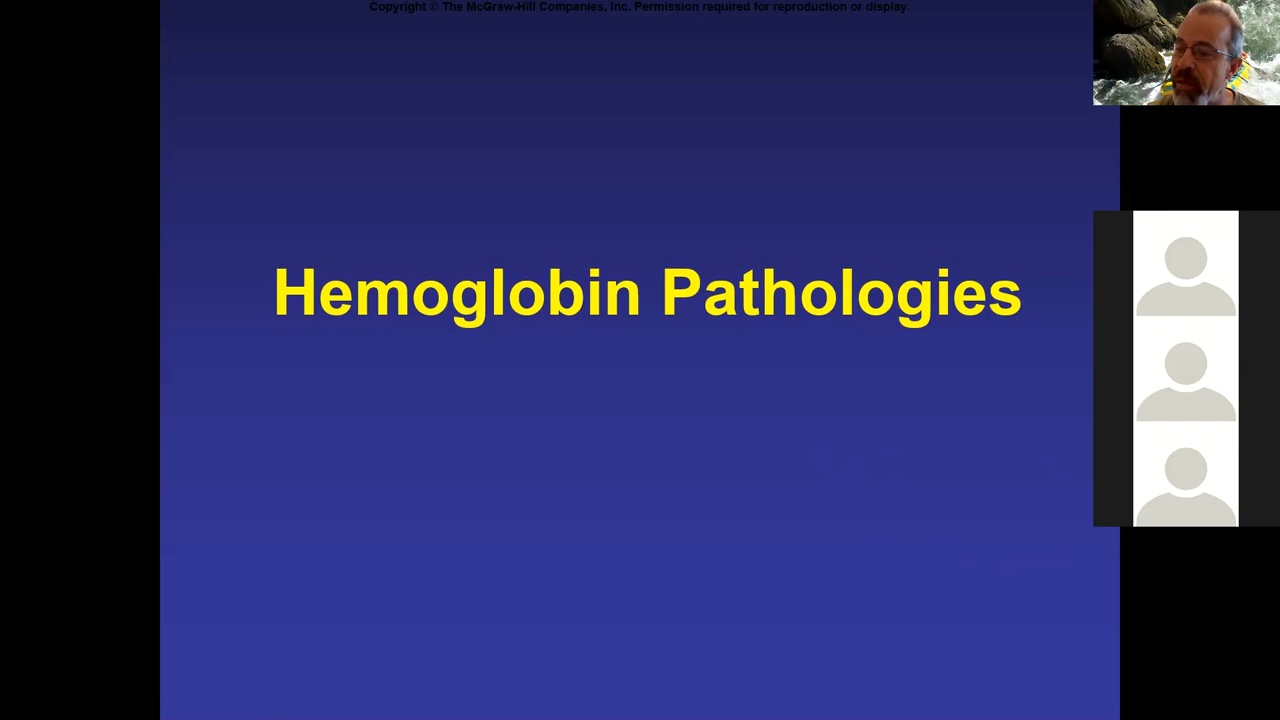 Copyright © The McGraw-Hill Companies, Inc. Permission required for reproduction or display.
Hemoglobin Pathologies